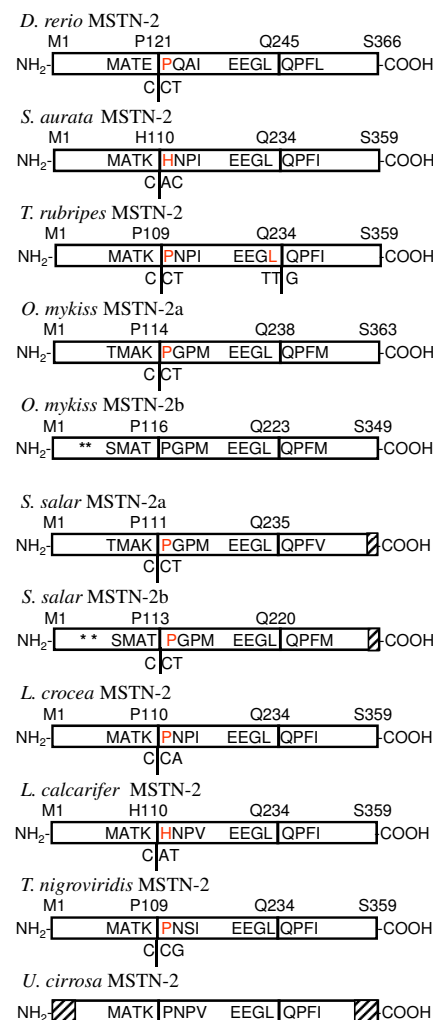 D. rerio MSTN-2
M1 P121 Q245 S366
NH2- MATE PQAI EEGL QPFL -COOH
C CT
S. aurata MSTN-2
M1 H110 Q234 S359
NH2- MATK HNPI EEGL QPFI -COOH
C AC
T. rubripes MSTN-2
M1 P109 Q234 S359
NH2- MATK PNPI EEGL QPFI -COOH
C CT TT G
O. mykiss MSTN-2a
M1 P114 Q238 S363
NH2- TMAK PGPM EEGL QPFM -COOH
C CT
O. mykiss MSTN-2b
M1 P116 Q223 S349
NH2- ** SMAT PGPM EEGL QPFM -COOH
S. salar MSTN-2a
M1 P111 Q235
NH2- TMAK PGPM EEGL QPFV COOH
C CT
S. salar MSTN-2b
M1 P113 Q220
NH2- * * SMAT PGPM EEGL QPFM -COOH
C CT
L. crocea MSTN-2
M1 P110 Q234 S359
NH2- MATK PNPI EEGL QPFI -COOH
C CA
L. calcarifer MSTN-2
M1 H110 Q234 S359
NH2- MATK HNPV EEGL QPFI -COOH
C AT
T. nigroviridis MSTN-2
M1 P109 Q234 S359
NH2- MATK PNSI EEGL QPFI -COOH
C CG
U. cirrosa MSTN-2
NH2- MATK PNPV EEGL QPFI -COOH